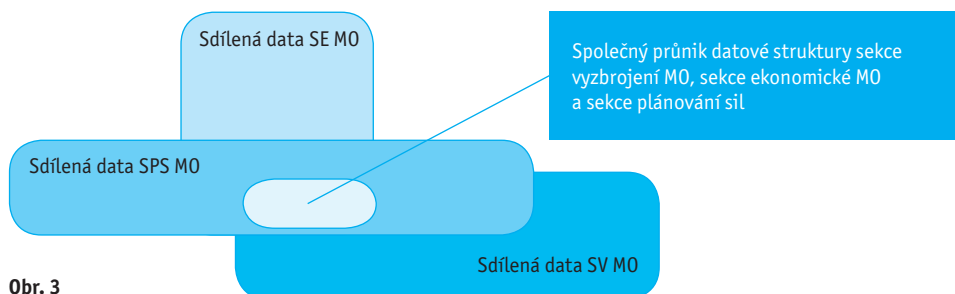 Sdílená data SE MO
Společný průnik datové struktury sekce
vyzbrojení MO, sekce ekonomické MO
a sekce plánování sil
Sdílená data SPS MO
Sdílená data SV MO
Obr. 3